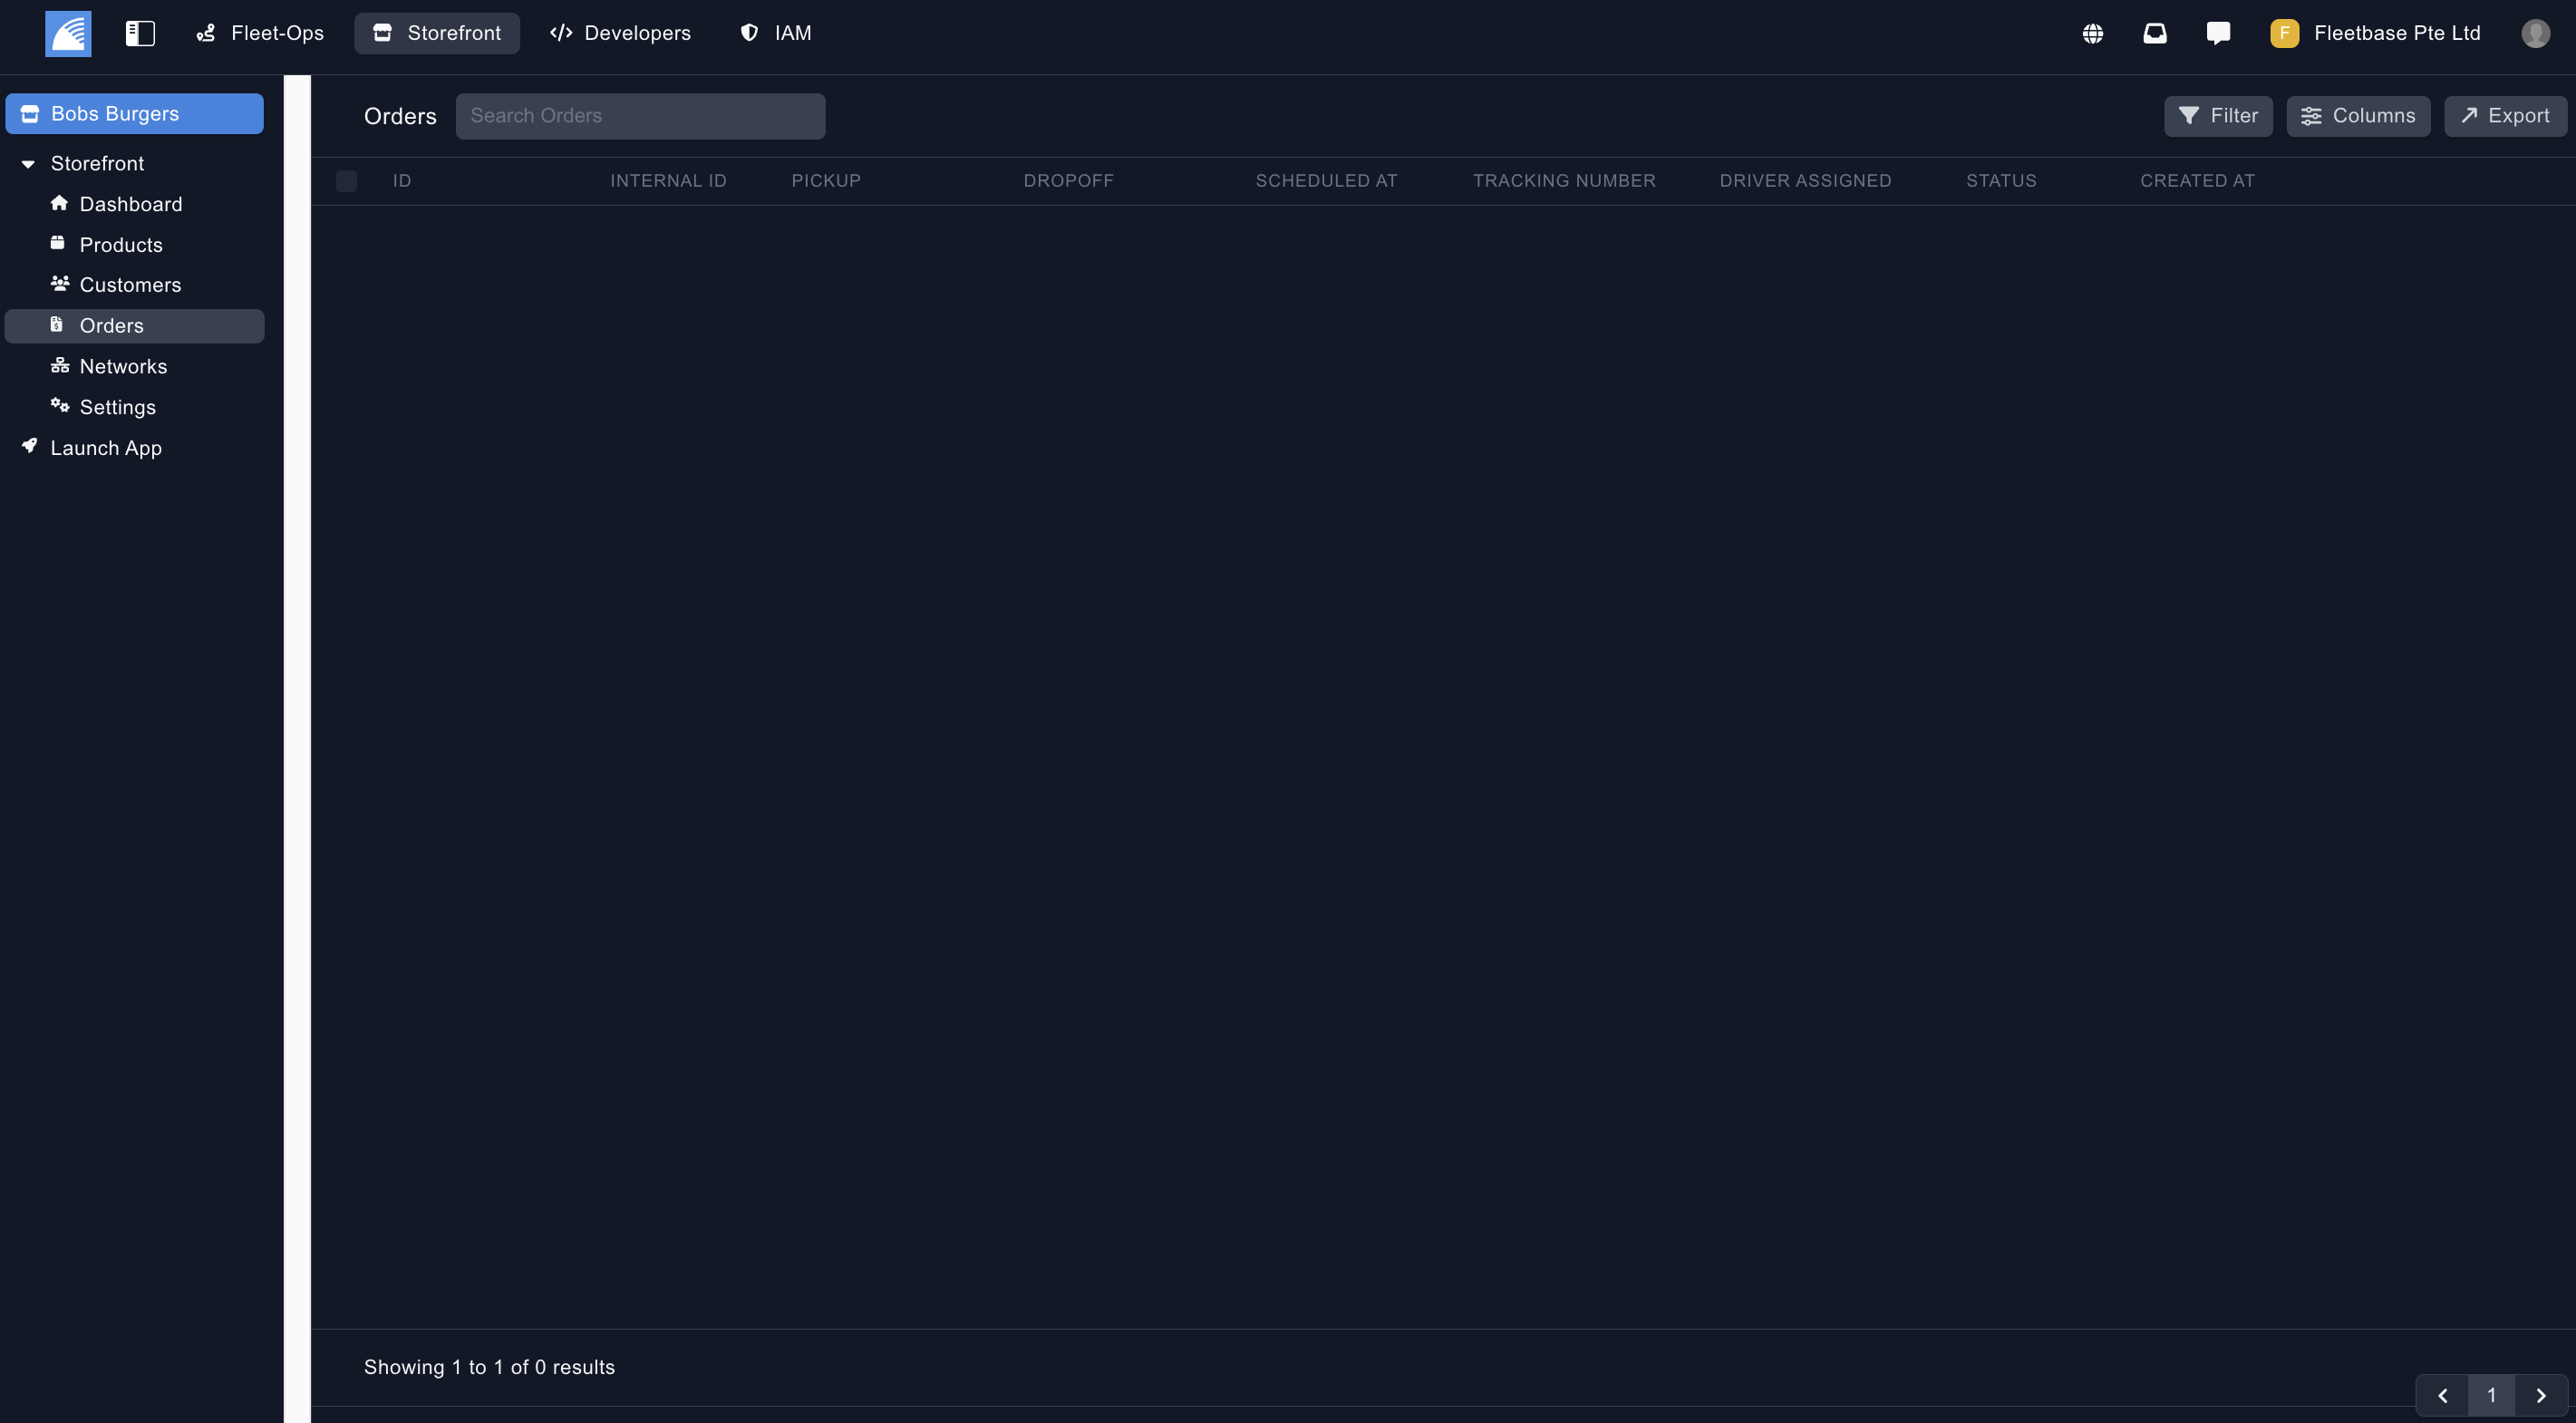 Fleet-Ops Storefront Developers IAM F Fleetbase Pte Ltd
Bobs Burgers
Storefront
Dashboard
Products
Customers
Orders
Networks
Settings
Launch App
Orders Search Orders Filter Columns Export
ID INTERNAL ID PICKUP DROPOFF SCHEDULED AT TRACKING NUMBER DRIVER ASSIGNED STATUS CREATED AT
Showing 1 to 1 of 0 results
1